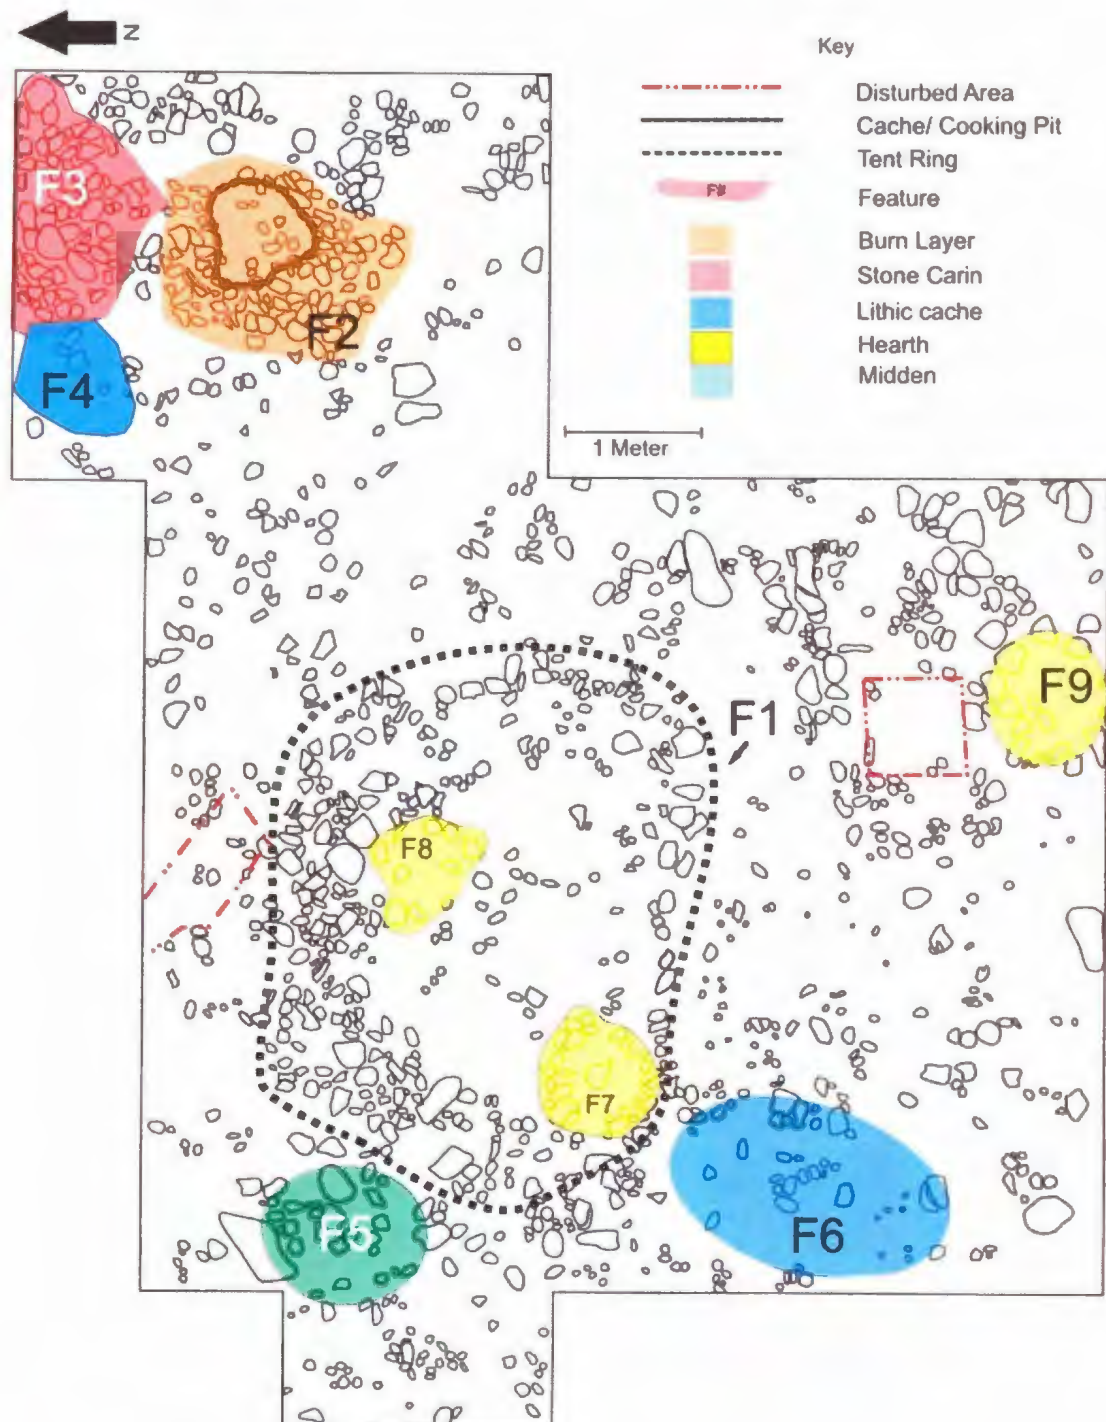 N
Key
Disturbed Area
Cache/ Cooking Pit
Tent Ring
F#
Feature
Burn Layer
Stone Carin
Lithic cache
Hearth
Midden
1 Meter
F3
F2
F4
F9
F1
F8
F7
F5
F6